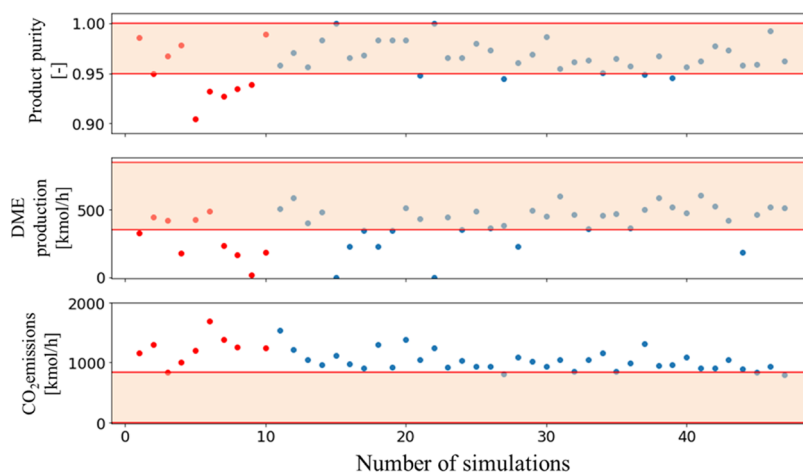 Product purity
[-]
1.00
0.95
0.90
DME
production
[kmol/h]
500
0
CO₂emissions
[kmol/h]
2000
1000
0
0
10
20
30
40
Number of simulations